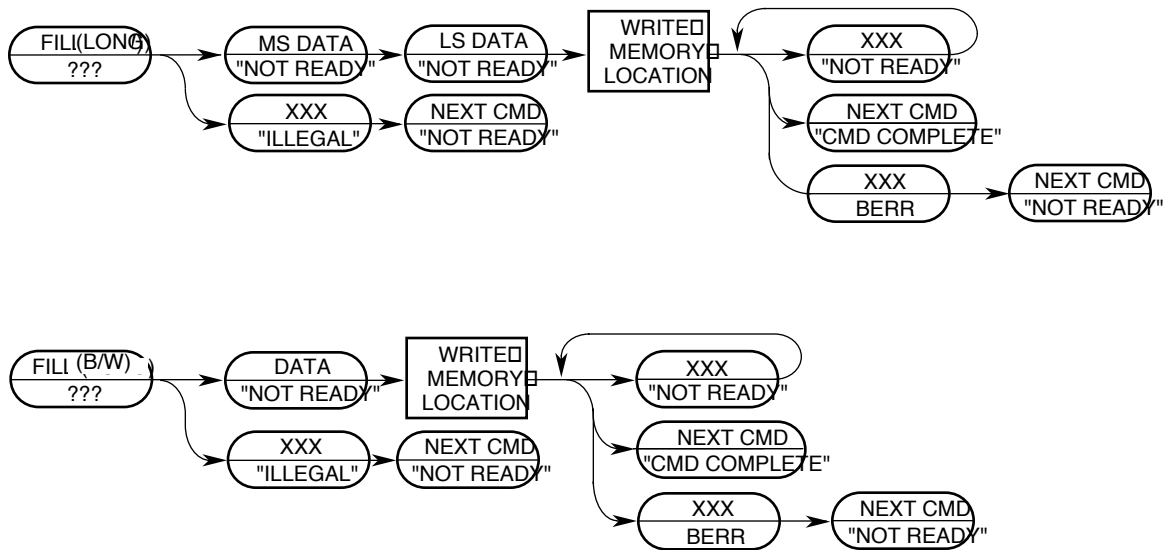 FILL(LONG)
???
MS DATA
"NOT READY"
LS DATA
"NOT READY"
WRITE
MEMORY
LOCATION
XXX
"NOT READY"
XXX
"ILLEGAL"
NEXT CMD
"NOT READY"
NEXT CMD
"CMD COMPLETE"
XXX
BERR
NEXT CMD
"NOT READY"
FILL (B/W)
???
DATA
"NOT READY"
WRITE
MEMORY
LOCATION
XXX
"NOT READY"
XXX
"ILLEGAL"
NEXT CMD
"NOT READY"
NEXT CMD
"CMD COMPLETE"
XXX
BERR
NEXT CMD
"NOT READY"